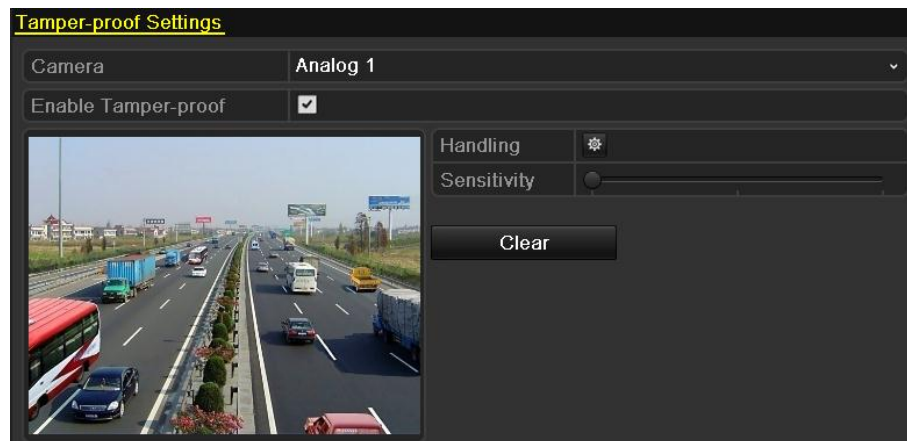 Tamper-proof Settings
Camera Analog 1
Enable Tamper-proof
Handling
Sensitivity
Clear